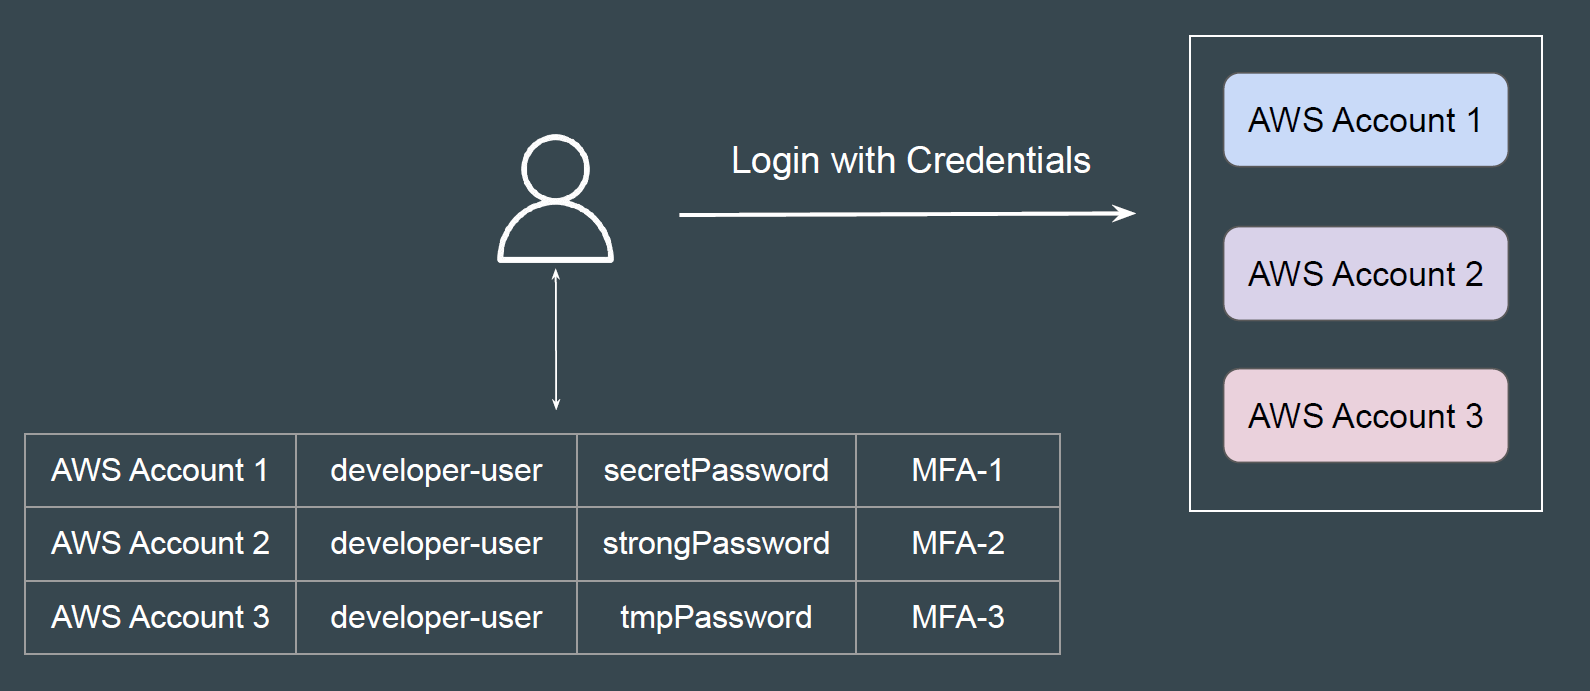 Login with Credentials
AWS Account 1
AWS Account 2
AWS Account 3
AWS Account 1 developer-user secretPassword MFA-1
AWS Account 2 developer-user strongPassword MFA-2
AWS Account 3 developer-user tmpPassword MFA-3